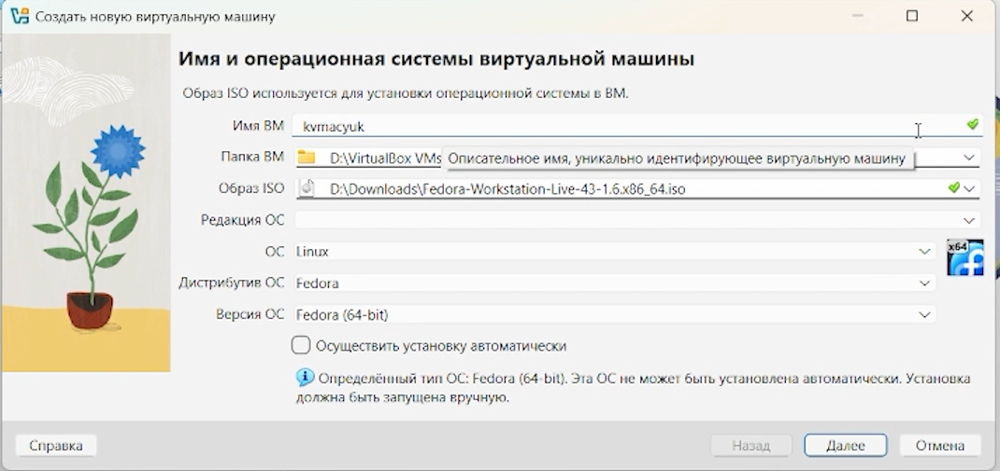 Создать новую виртуальную машину
Имя и операционная системы виртуальной машины
Образ ISO используется для установки операционной системы в ВМ.
Имя ВМ kvmacyuk
Папка ВМ D:\VirtualBox VMs
Описательное имя, уникально идентифицирующее виртуальную машину
Образ ISO D:\Downloads\Fedora-Workstation-Live-43-1.6.x86_64.iso
Редакция ОС
ОС Linux
x64
Дистрибутив ОС Fedora
Версия ОС Fedora (64-bit)
Осуществить установку автоматически
Определённый тип ОС: Fedora (64-bit). Эта ОС не может быть установлена автоматически. Установка
должна быть запущена вручную.
Справка Назад Далее Отмена